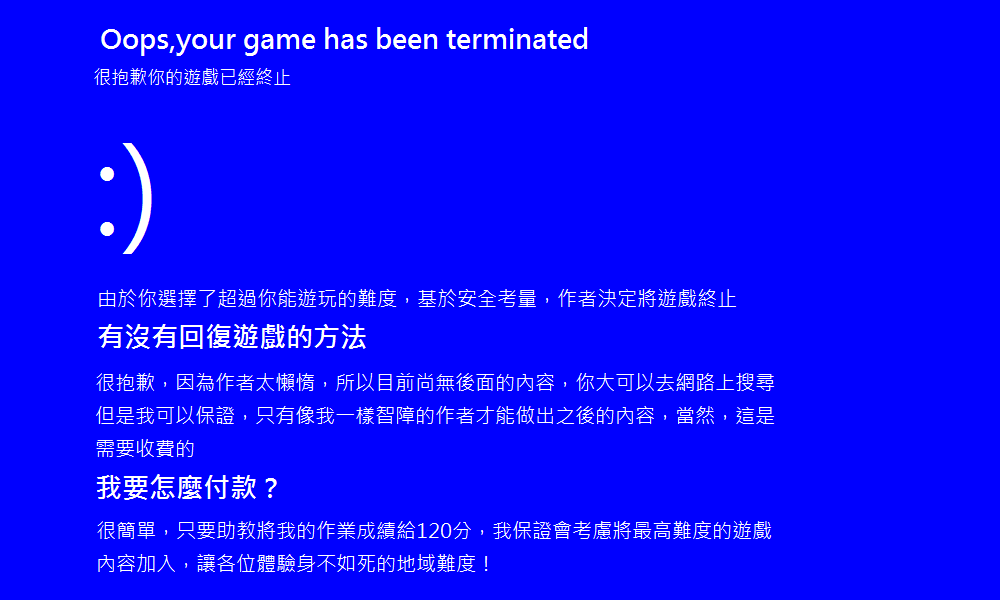 Oops,your game has been terminated
很抱歉你的遊戲已經終止
:)
由於你選擇了超過你能遊玩的難度，基於安全考量，作者決定將遊戲終止
有沒有回復遊戲的方法
很抱歉，因為作者太懶惰，所以目前尚無後面的內容，你大可以去網路上搜尋
但是我可以保證，只有像我一樣智障的作者才能做出之後的內容，當然，這是
需要收費的
我要怎麼付款？
很簡單，只要助教將我的作業成績給120分，我保證會考慮將最高難度的遊戲
內容加入，讓各位體驗身不如死的地域難度！